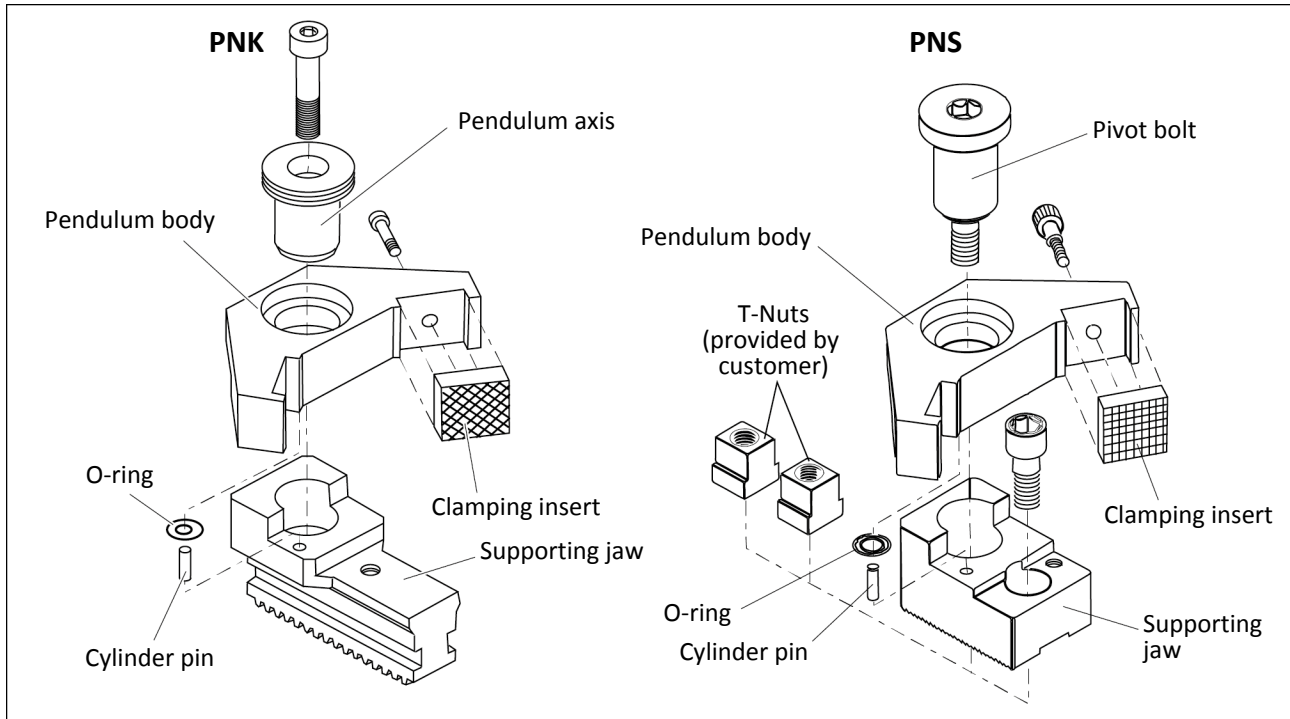 PNK
Pendulum axis
Pendulum body
O-ring
Clamping insert
Supporting jaw
Cylinder pin
PNS
Pivot bolt
Pendulum body
T-Nuts
(provided by
customer)
Clamping insert
O-ring
Cylinder pin
Supporting
jaw